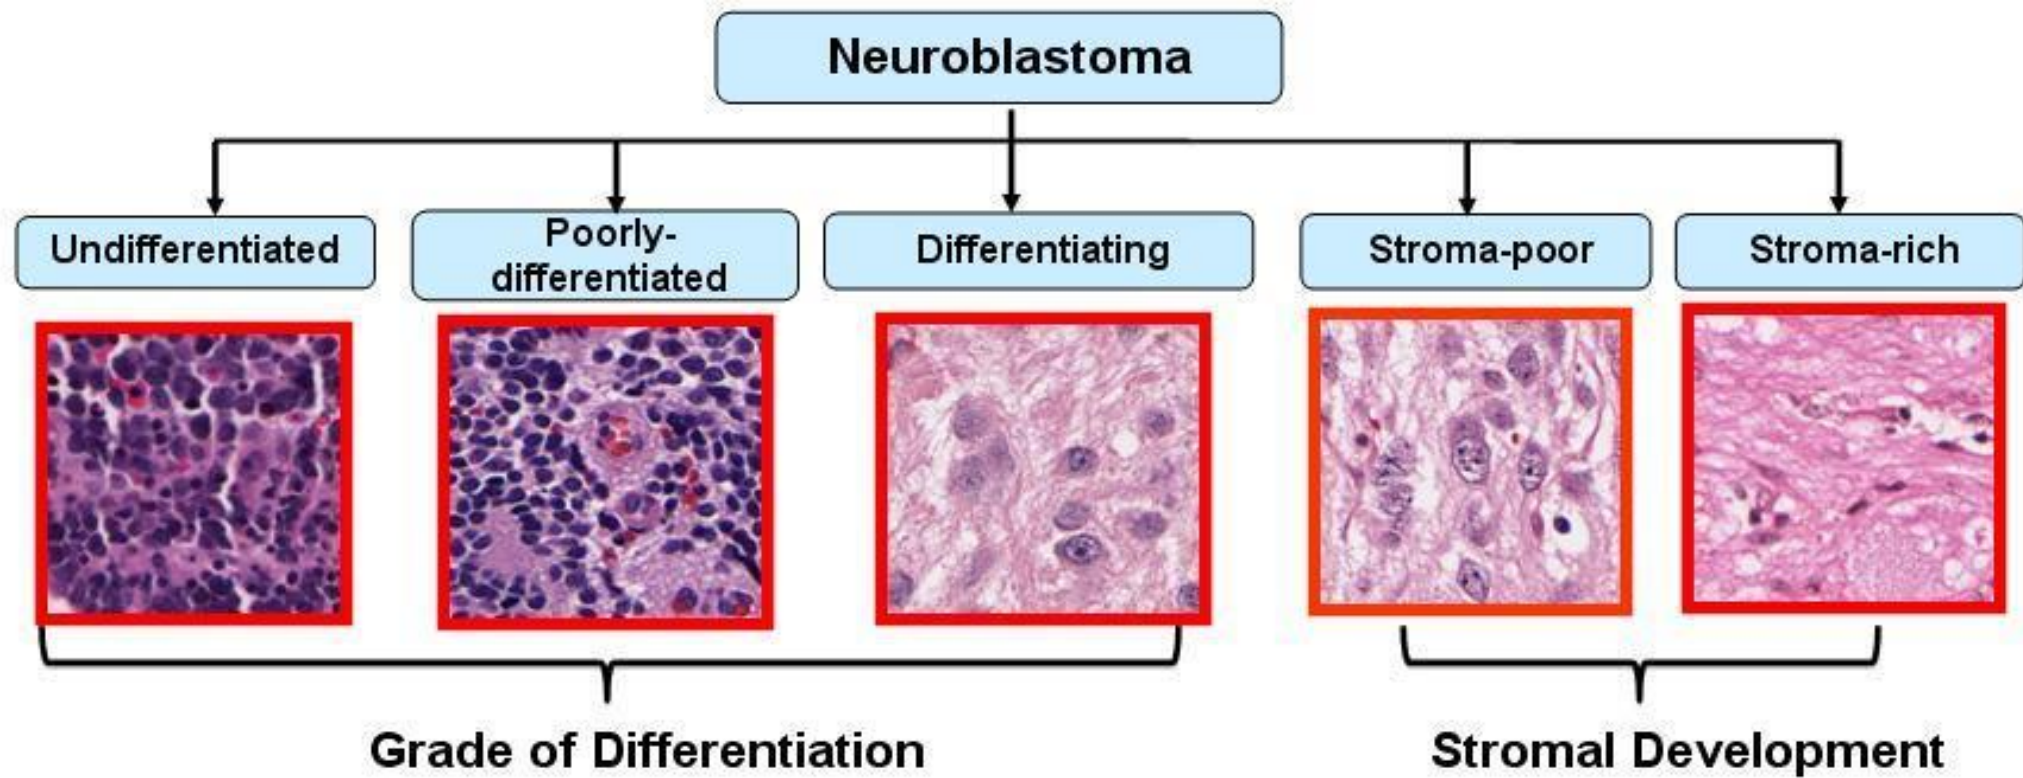 Neuroblastoma
Undifferentiated
Poorly-
differentiated
Differentiating
Stroma-poor
Stroma-rich
Grade of Differentiation
Stromal Development